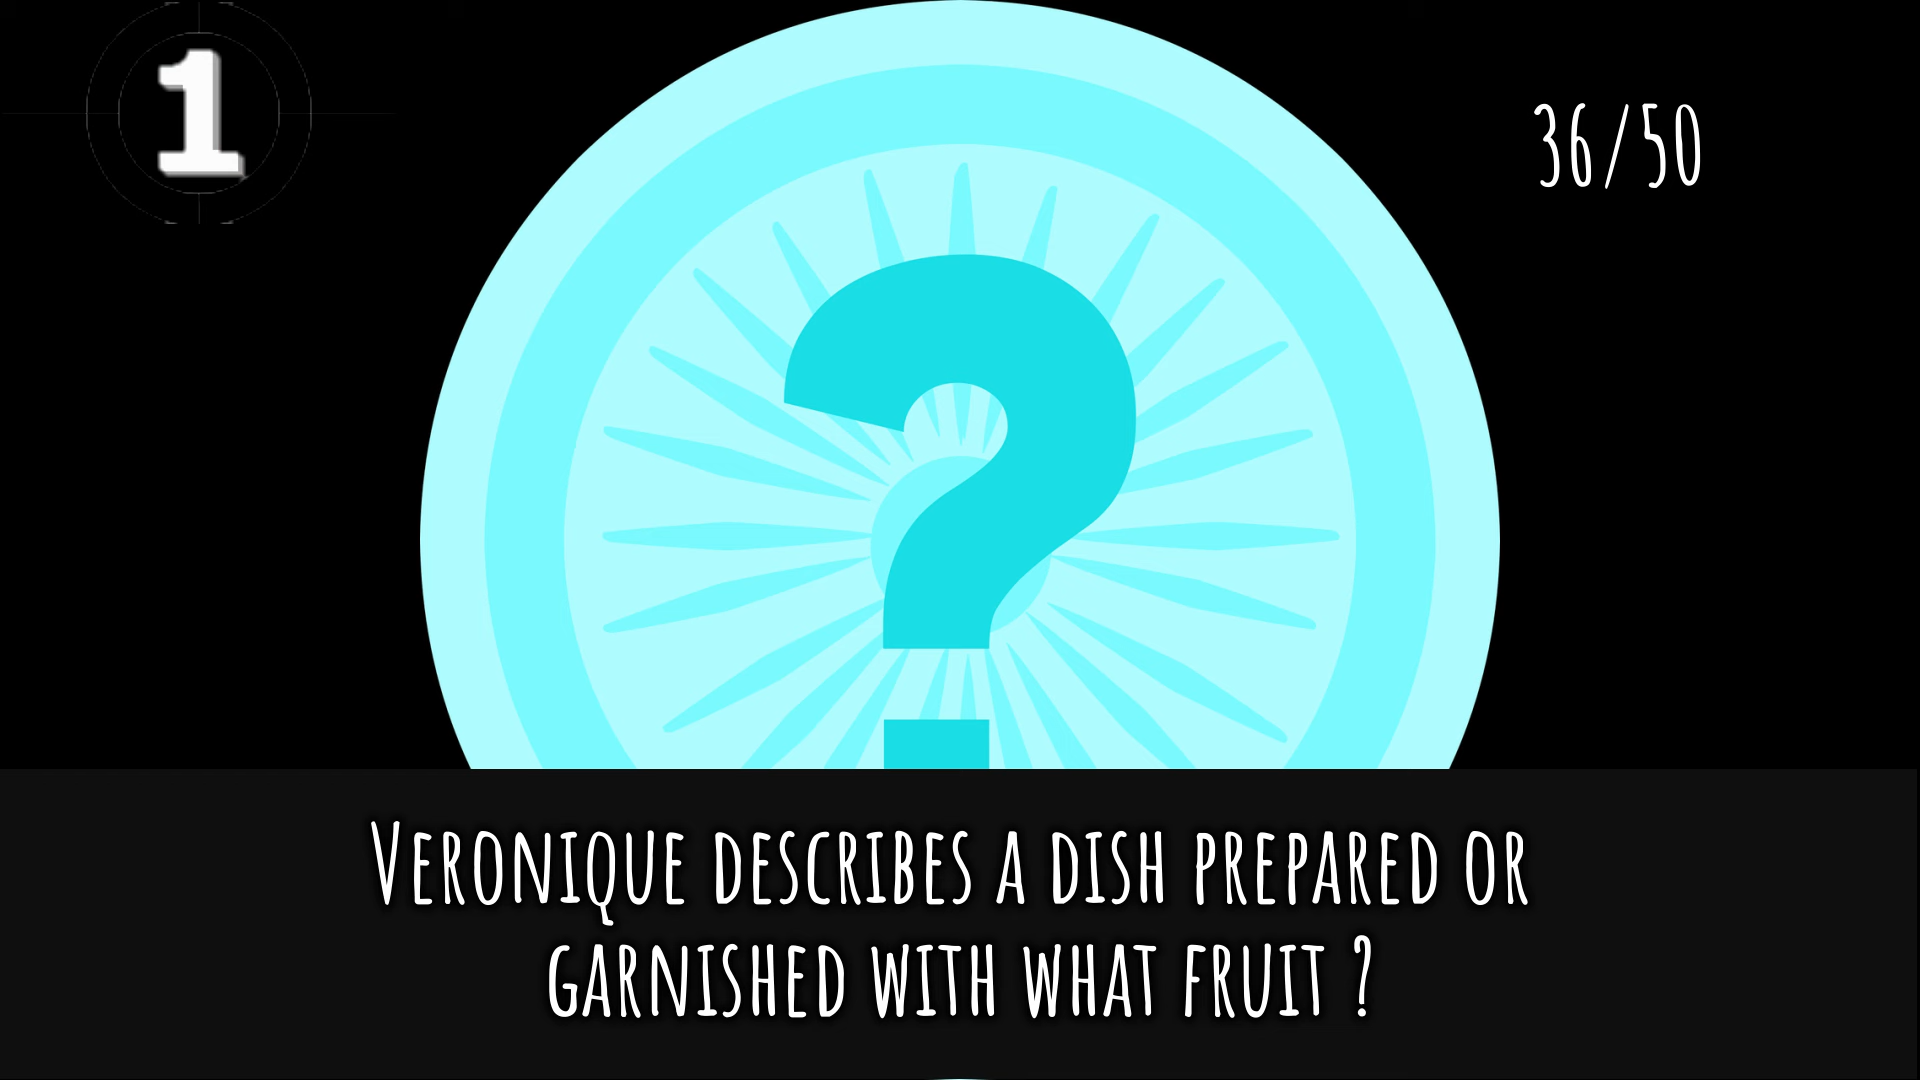 1
36/50
Veronique describes a dish prepared or
garnished with what fruit ?